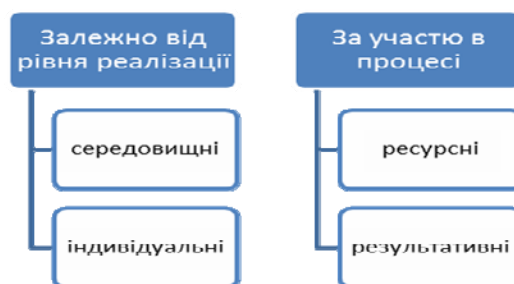 Залежно від
рівня реалізації
середовищні
індивідуальні
За участю в
процесі
ресурсні
результативні